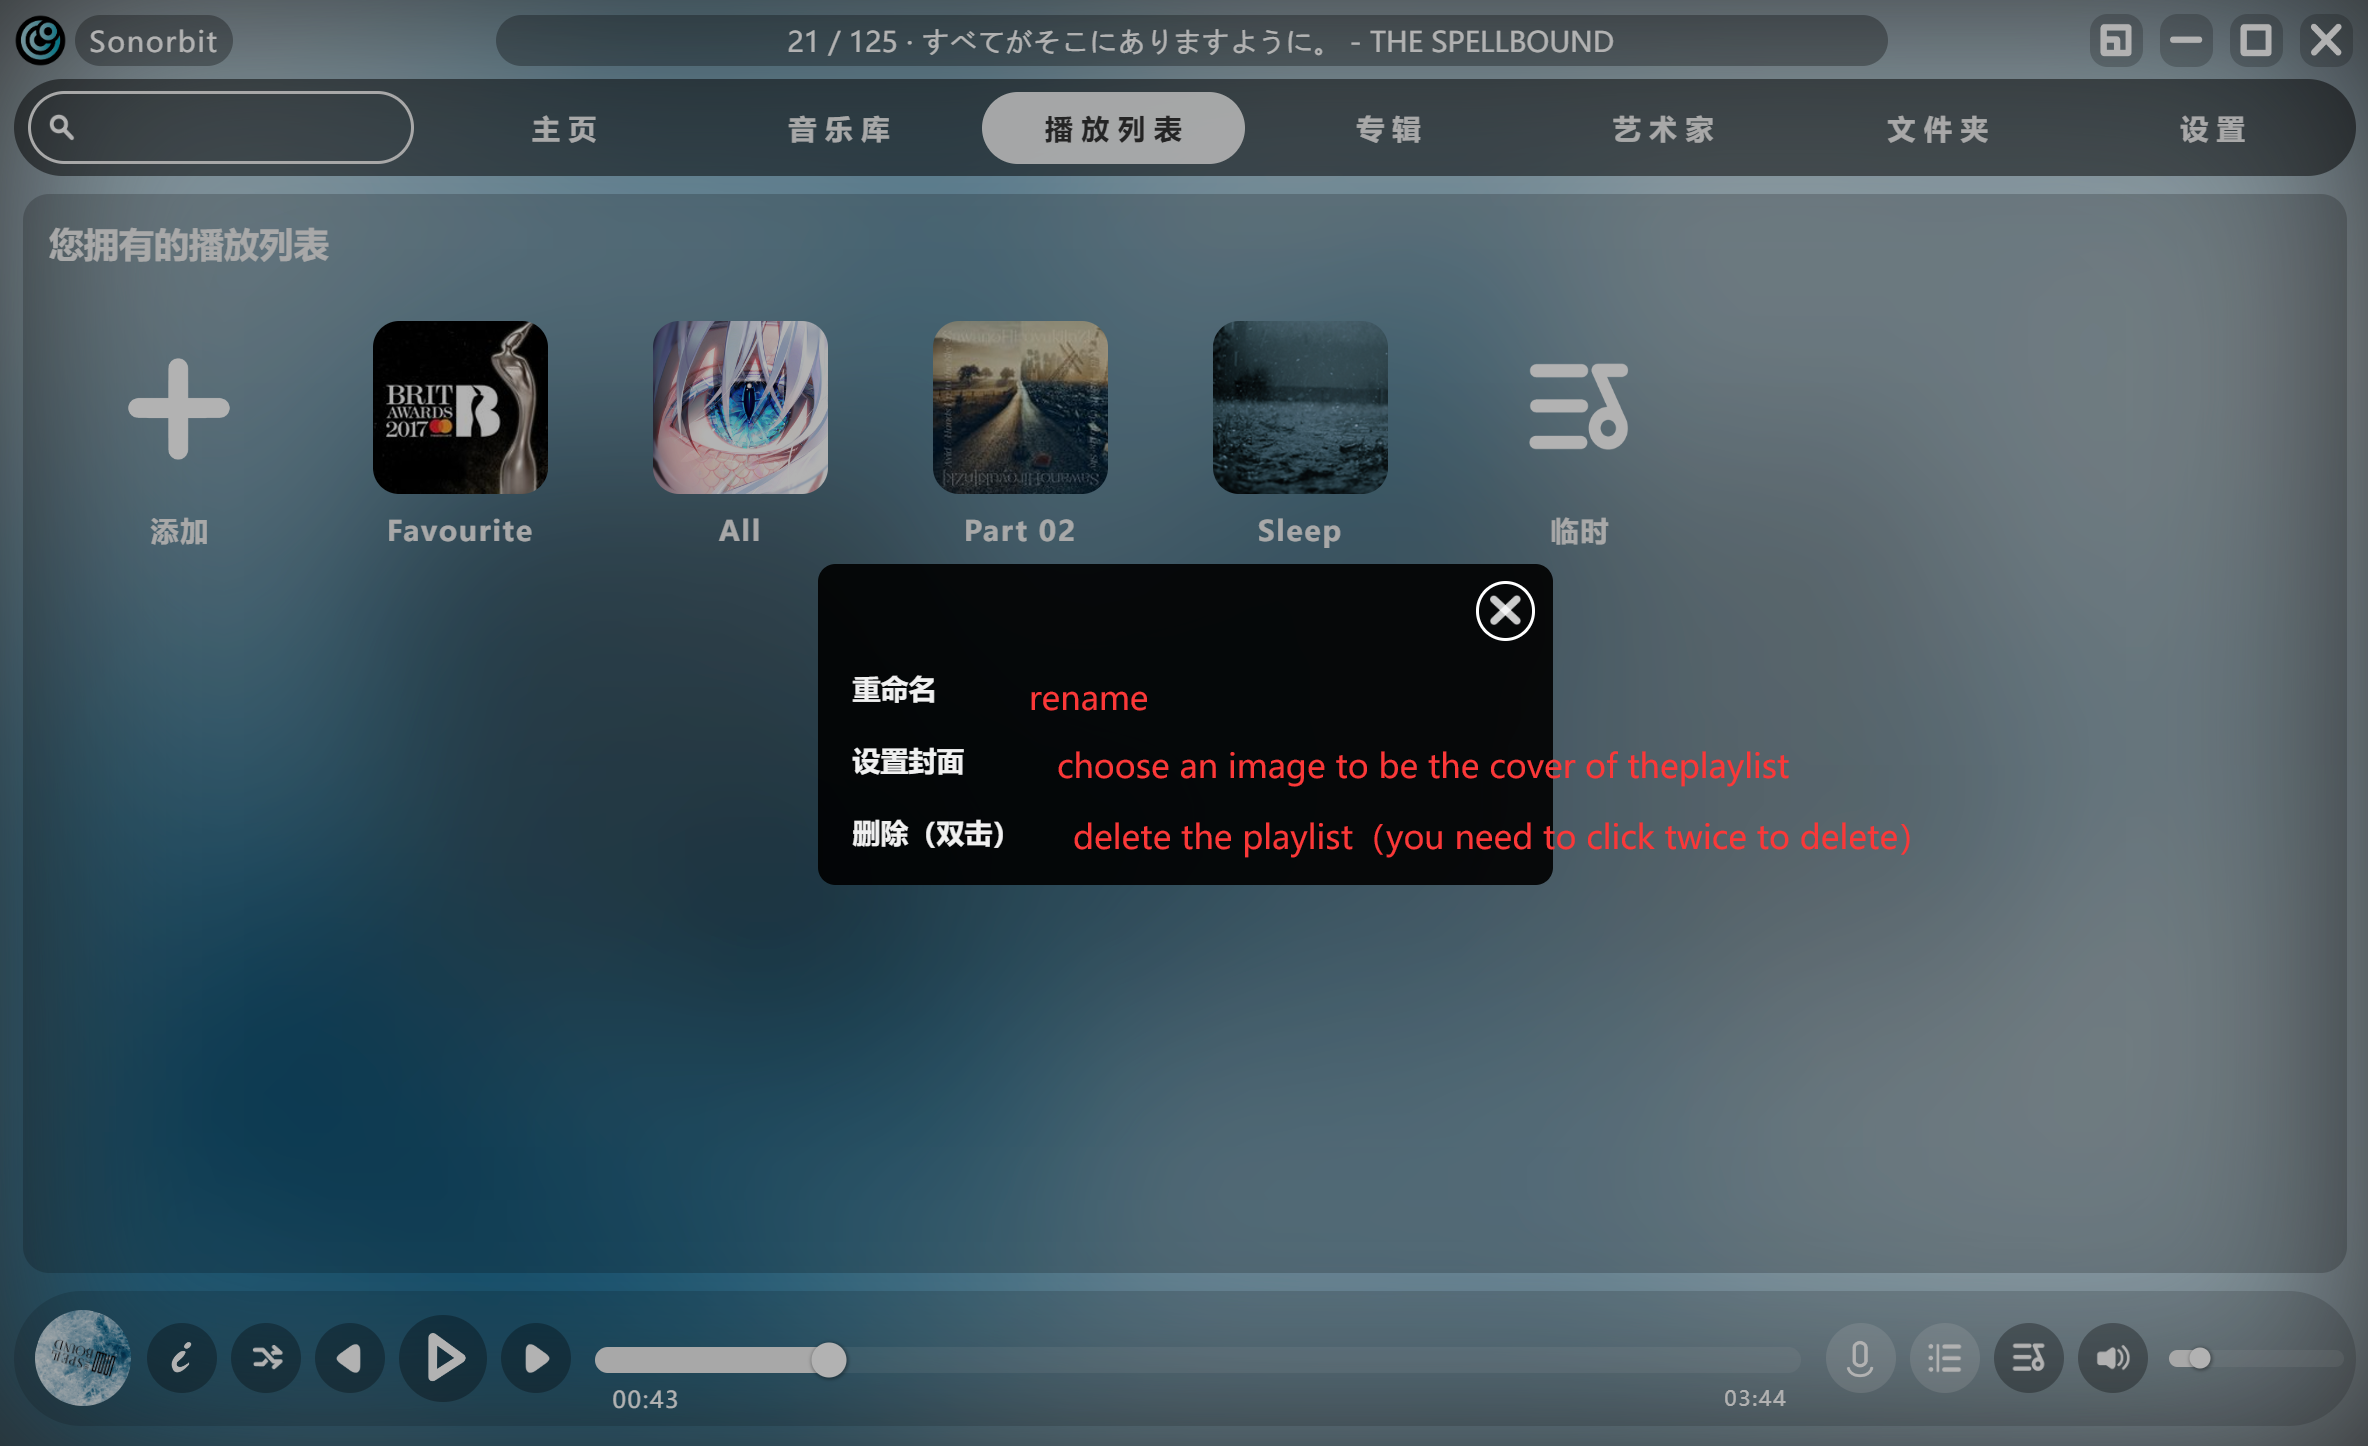 Sonorbit
21 / 125 · すべてがそこにありますように。 - THE SPELLBOUND
主页 音乐库 播放列表 专辑 艺术家 文件夹 设置
您拥有的播放列表
BRIT
AWARDS
2017
SawanoHiroyuki[nZk]
添加 Favourite All Part 02 Sleep 临时
重命名 rename
设置封面 choose an image to be the cover of theplaylist
删除（双击） delete the playlist（you need to click twice to delete）
00:43 03:44